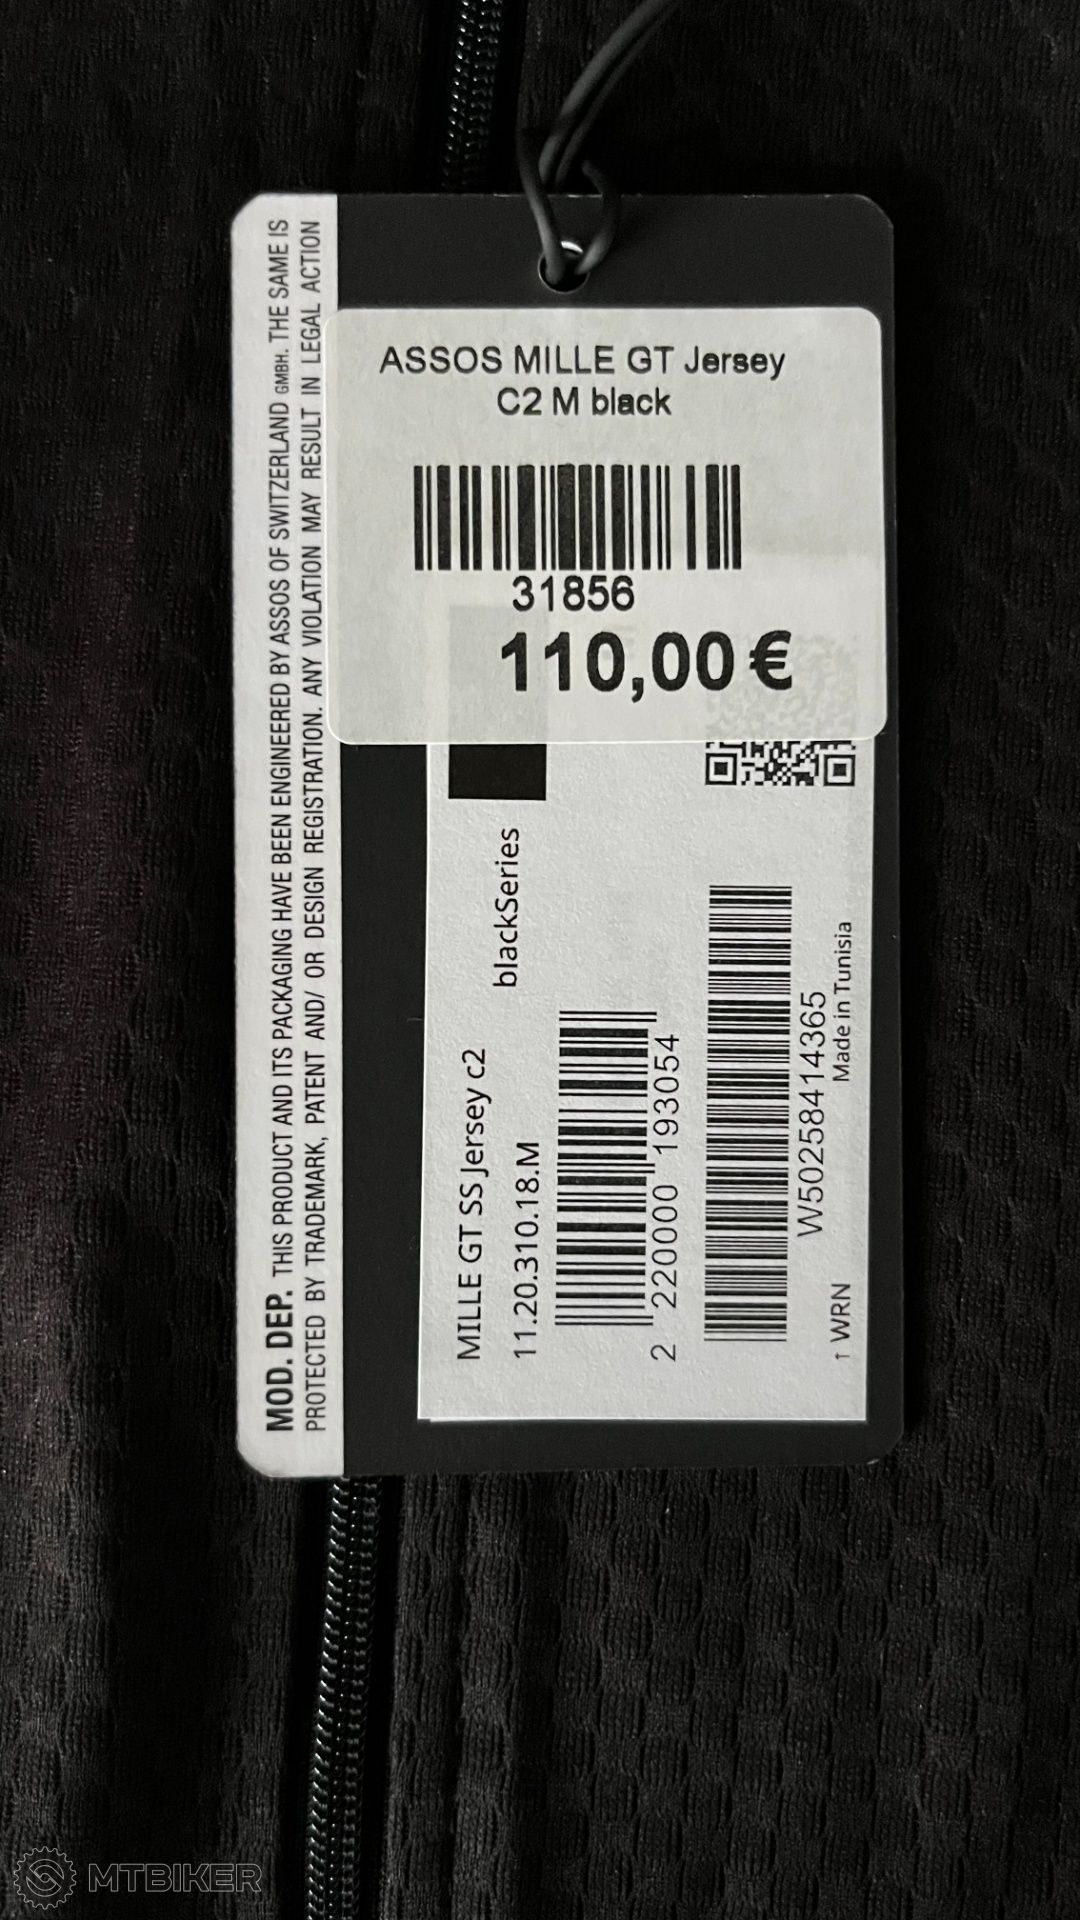 MOD. DEP. THIS PRODUCT AND ITS PACKAGING HAVE BEEN ENGINEERED BY ASSOS OF SWITZERLAND GMBH. THE SAME IS
PROTECTED BY TRADEMARK, PATENT AND/ OR DESIGN REGISTRATION. ANY VIOLATION MAY RESULT IN LEGAL ACTION
ASSOS MILLE GT Jersey
C2 M black
31856
110,00 €
MILLE GT SS Jersey c2
blackSeries
11.20.310.18.M
2 220000 193054
W5025841436​5
Made in Tunisia
↑ WRN
MTBIKER